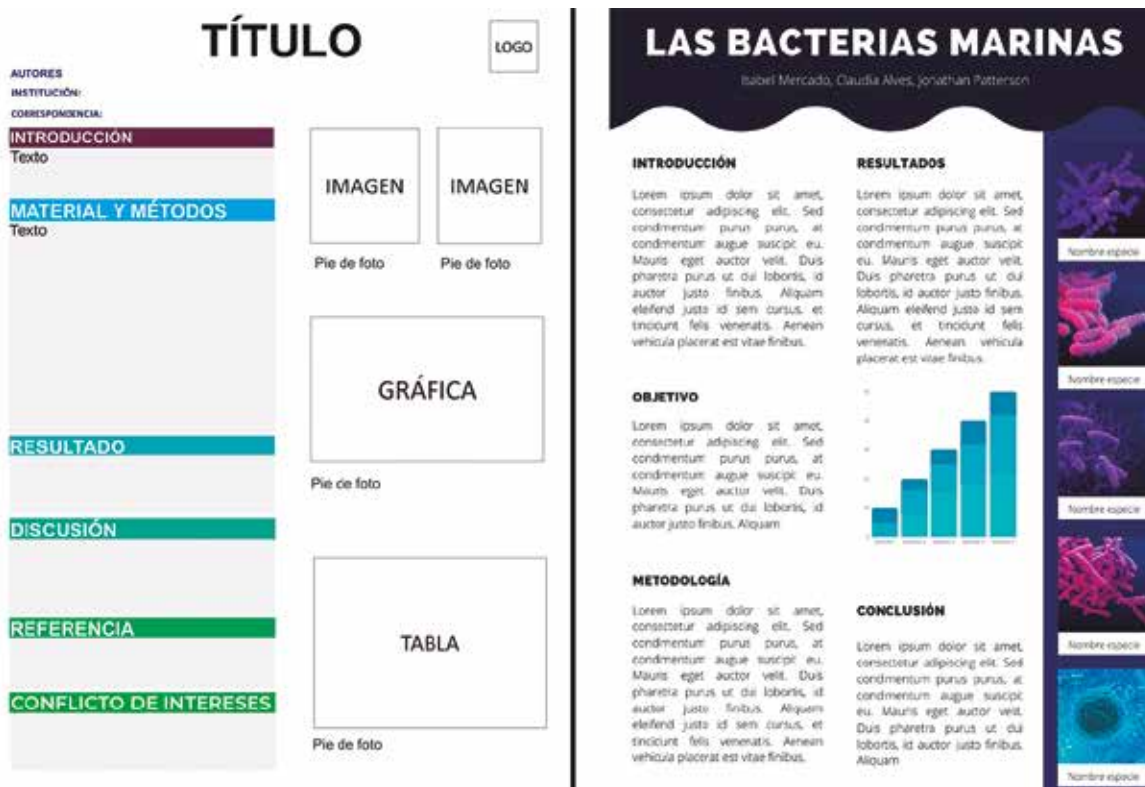 TÍTULO
LOGO
AUTORES
INSTITUCIÓN:
CORRESPONDENCIA:
INTRODUCCIÓN
Texto
MATERIAL Y MÉTODOS
Texto
RESULTADO
DISCUSIÓN
REFERENCIA
CONFLICTO DE INTERESES
IMAGEN
IMAGEN
Pie de foto
Pie de foto
GRÁFICA
Pie de foto
TABLA
Pie de foto
LAS BACTERIAS MARINAS
Isabel Mercado, Claudia Alves, Jonathan Patterson
INTRODUCCIÓN
Lorem ipsum dolor sit amet,
consectetur adipiscing elit. Sed
condimentum purus purus, at
condimentum augue suscipit eu.
Mauris eget auctor velit. Duis
pharetra purus ut dui lobortis, id
auctor justo finibus. Aliquam
eleifend justo id sem cursus, et
tincidunt felis venenatis. Aenean
vehicula placerat est vitae finibus.
OBJETIVO
Lorem ipsum dolor sit amet,
consectetur adipiscing elit. Sed
condimentum purus purus, at
condimentum augue suscipit eu.
Mauris eget auctor velit. Duis
pharetra purus ut dui lobortis, id
auctor justo finibus. Aliquam
METODOLOGÍA
Lorem ipsum dolor sit amet,
consectetur adipiscing elit. Sed
condimentum purus purus, at
condimentum augue suscipit eu.
Mauris eget auctor velit. Duis
pharetra purus ut dui lobortis, id
auctor justo finibus. Aliquam
eleifend justo id sem cursus, et
tincidunt felis venenatis. Aenean
vehicula placerat est vitae finibus.
RESULTADOS
Lorem ipsum dolor sit amet,
consectetur adipiscing elit. Sed
condimentum purus purus, at
condimentum augue suscipit
eu. Mauris eget auctor velit.
Duis pharetra purus ut dui
lobortis, id auctor justo finibus.
Aliquam eleifend justo id sem
cursus, et tincidunt felis
venenatis. Aenean vehicula
placerat est vitae finibus.
CONCLUSIÓN
Lorem ipsum dolor sit amet,
consectetur adipiscing elit. Sed
condimentum purus purus, at
condimentum augue suscipit
eu. Mauris eget auctor velit.
Duis pharetra purus ut dui
lobortis, id auctor justo finibus.
Aliquam
Nombre especie
Nombre especie
Nombre especie
Nombre especie
Nombre especie